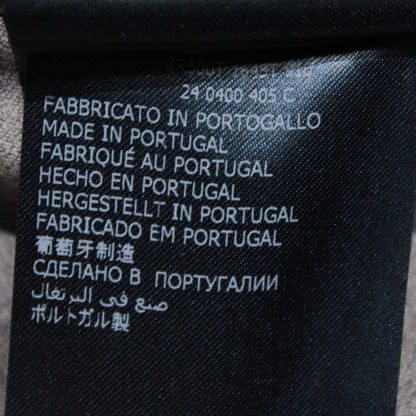 24 0400 405 C
FABBRICATO IN PORTOGALLO
MADE IN PORTUGAL
FABRIQUÉ AU PORTUGAL
HECHO EN PORTUGAL
HERGESTELLT IN PORTUGAL
FABRICADO EM PORTUGAL
葡萄牙制造
СДЕЛАНО В ПОРТУГАЛИИ
صنع في البرتغال
ポルトガル製